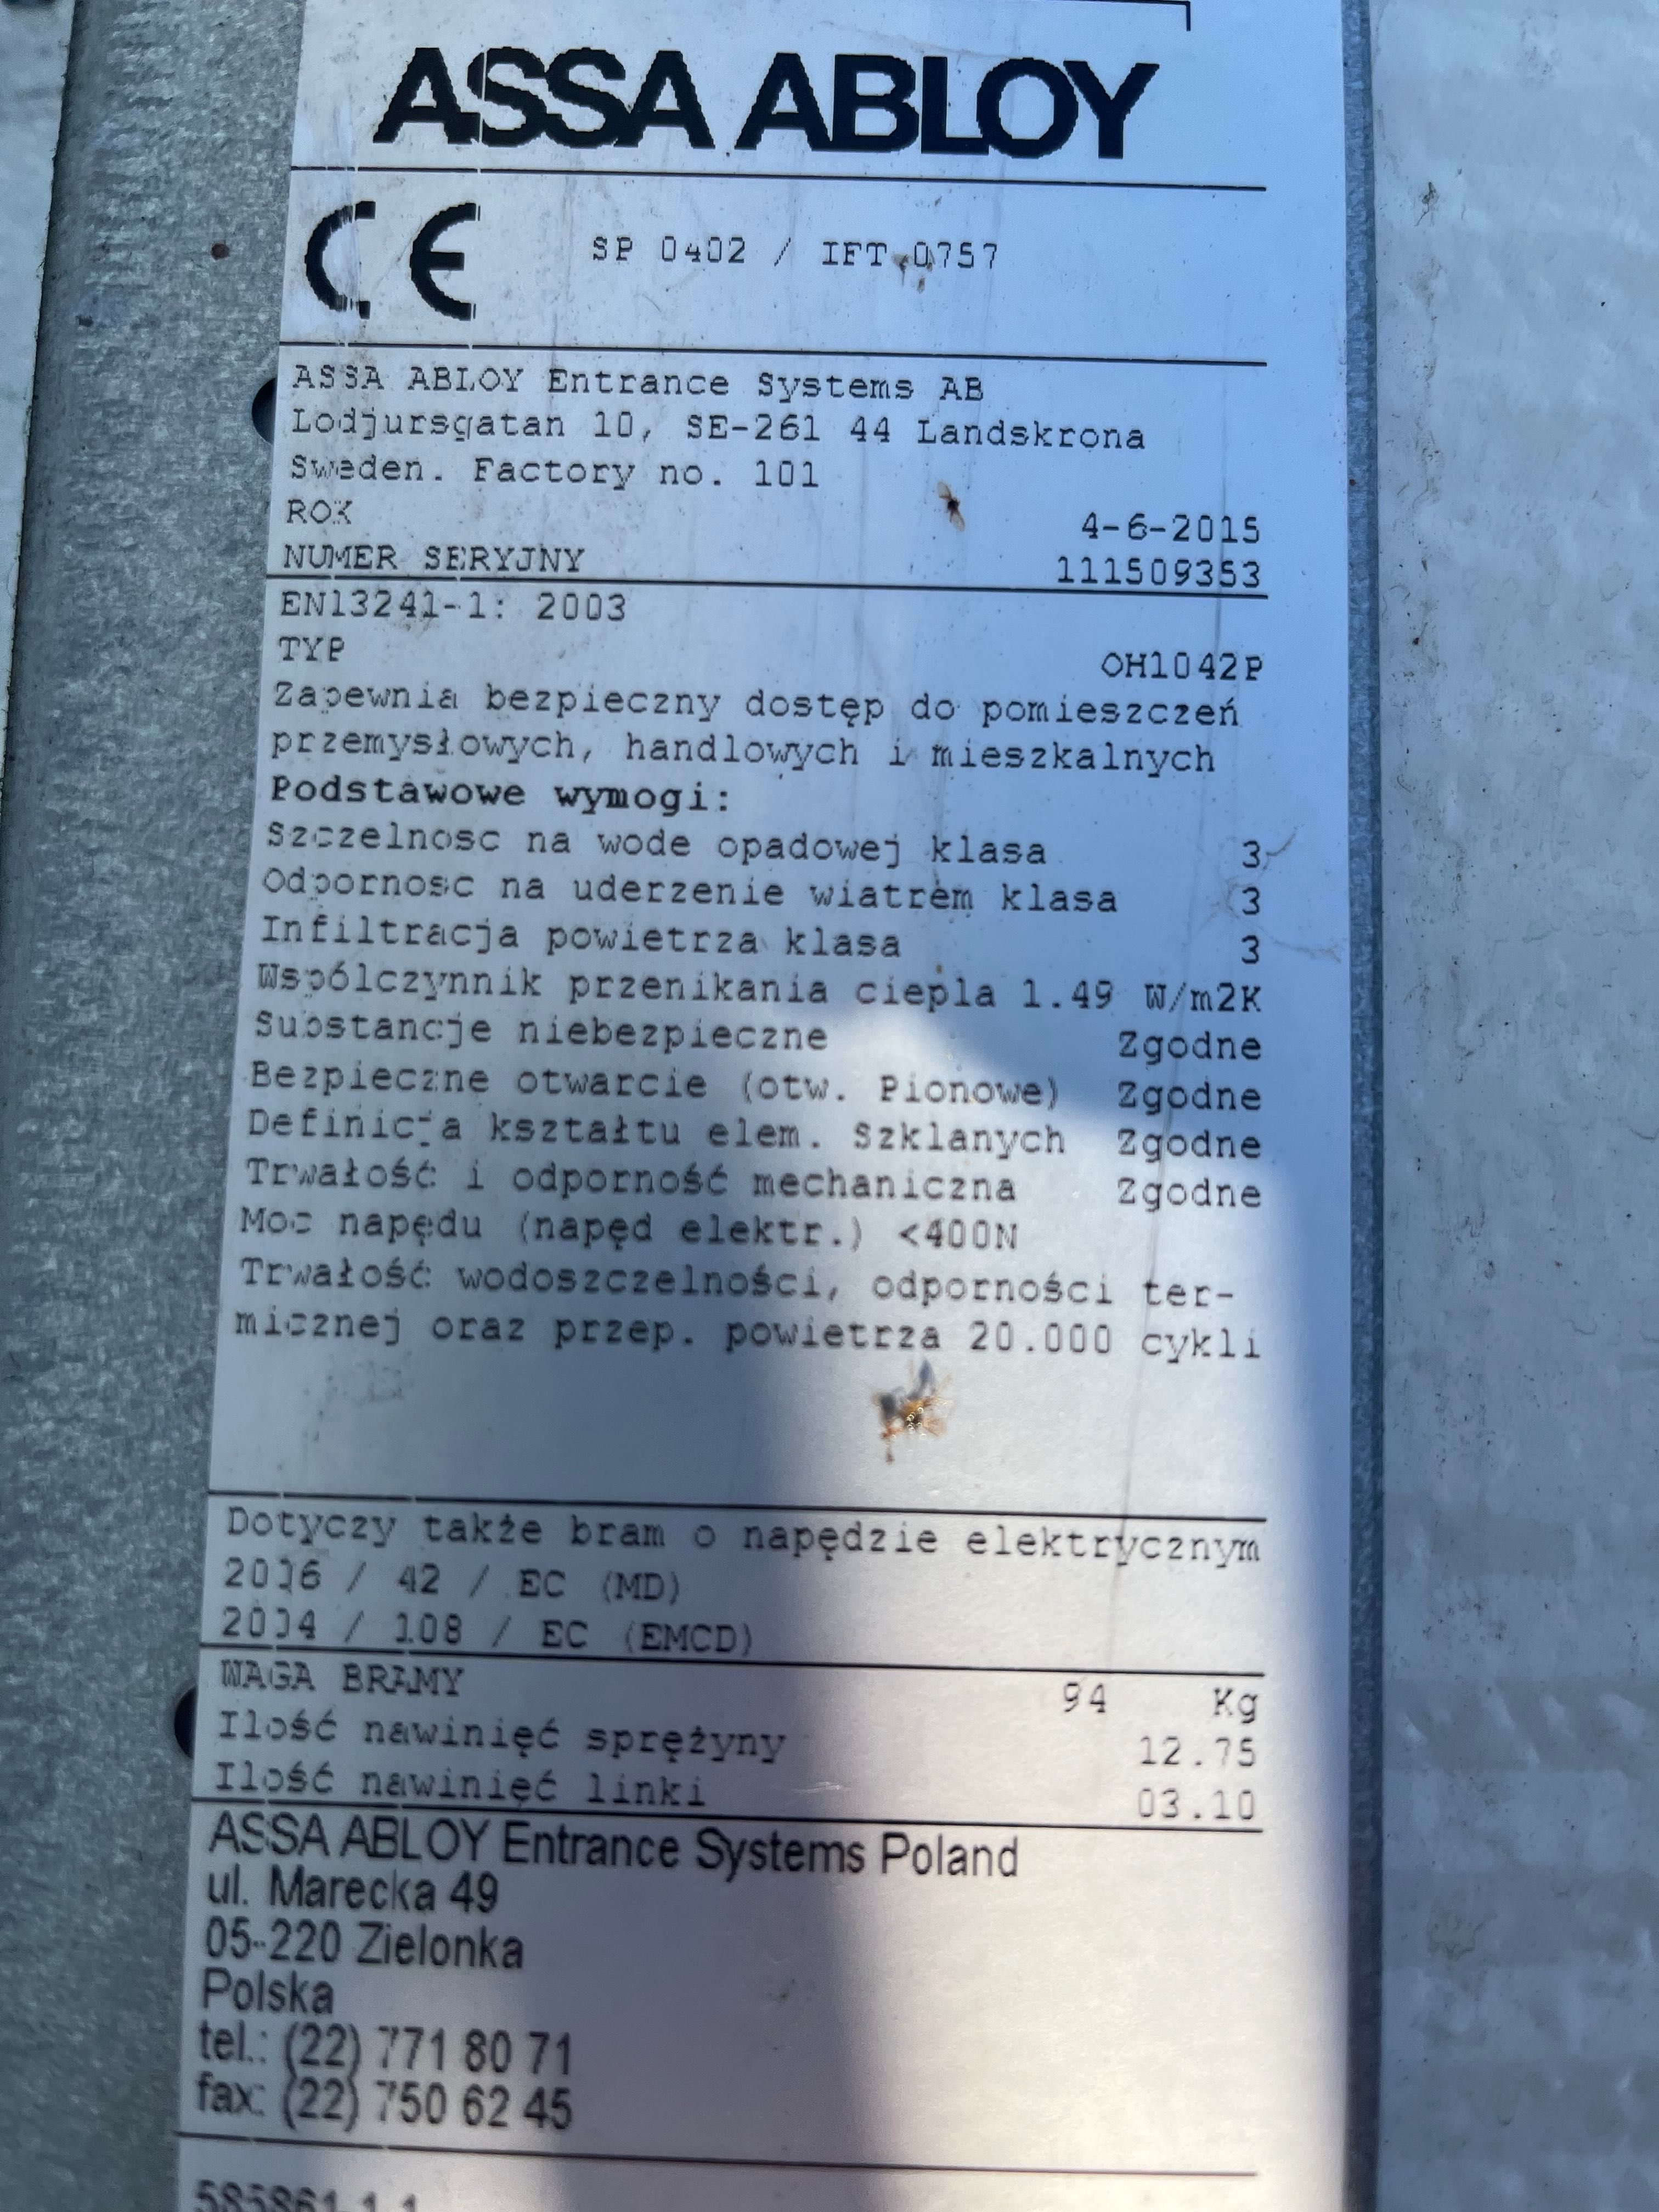 ASSA ABLOY
CE SP 0402 / IFT 0757
ASSA ABLOY Entrance Systems AB
Lodjursgatan 10, SE-261 44 Landskrona
Sweden. Factory no. 101
ROK 4-6-2015
NUMER SERYJNY 111509353
EN13241-1: 2003
TYP OH1042P
Zapewnia bezpieczny dostęp do pomieszczeń
przemysłowych, handlowych i mieszkalnych
Podstawowe wymogi:
Szczelnosc na wode opadowej klasa 3
Odpornosc na uderzenie wiatrem klasa 3
Infiltracja powietrza klasa 3
Wspólczynnik przenikania ciepla 1.49 W/m2K
Substancje niebezpieczne Zgodne
Bezpieczne otwarcie (otw. Pionowe) Zgodne
Definicja kształtu elem. Szklanych Zgodne
Trwałość i odporność mechaniczna Zgodne
Moc napędu (napęd elektr.) <400N
Trwałość wodoszczelności, odporności ter-
micznej oraz przep. powietrza 20.000 cykli
Dotyczy także bram o napędzie elektrycznym
2006 / 42 / EC (MD)
2004 / 108 / EC (EMCD)
WAGA BRAMY 94 Kg
Ilość nawinięć sprężyny 12.75
Ilość nawinięć linki 03.10
ASSA ABLOY Entrance Systems Poland
ul. Marecka 49
05-220 Zielonka
Polska
tel.: (22) 771 80 71
fax: (22) 750 62 45
585861-1.1